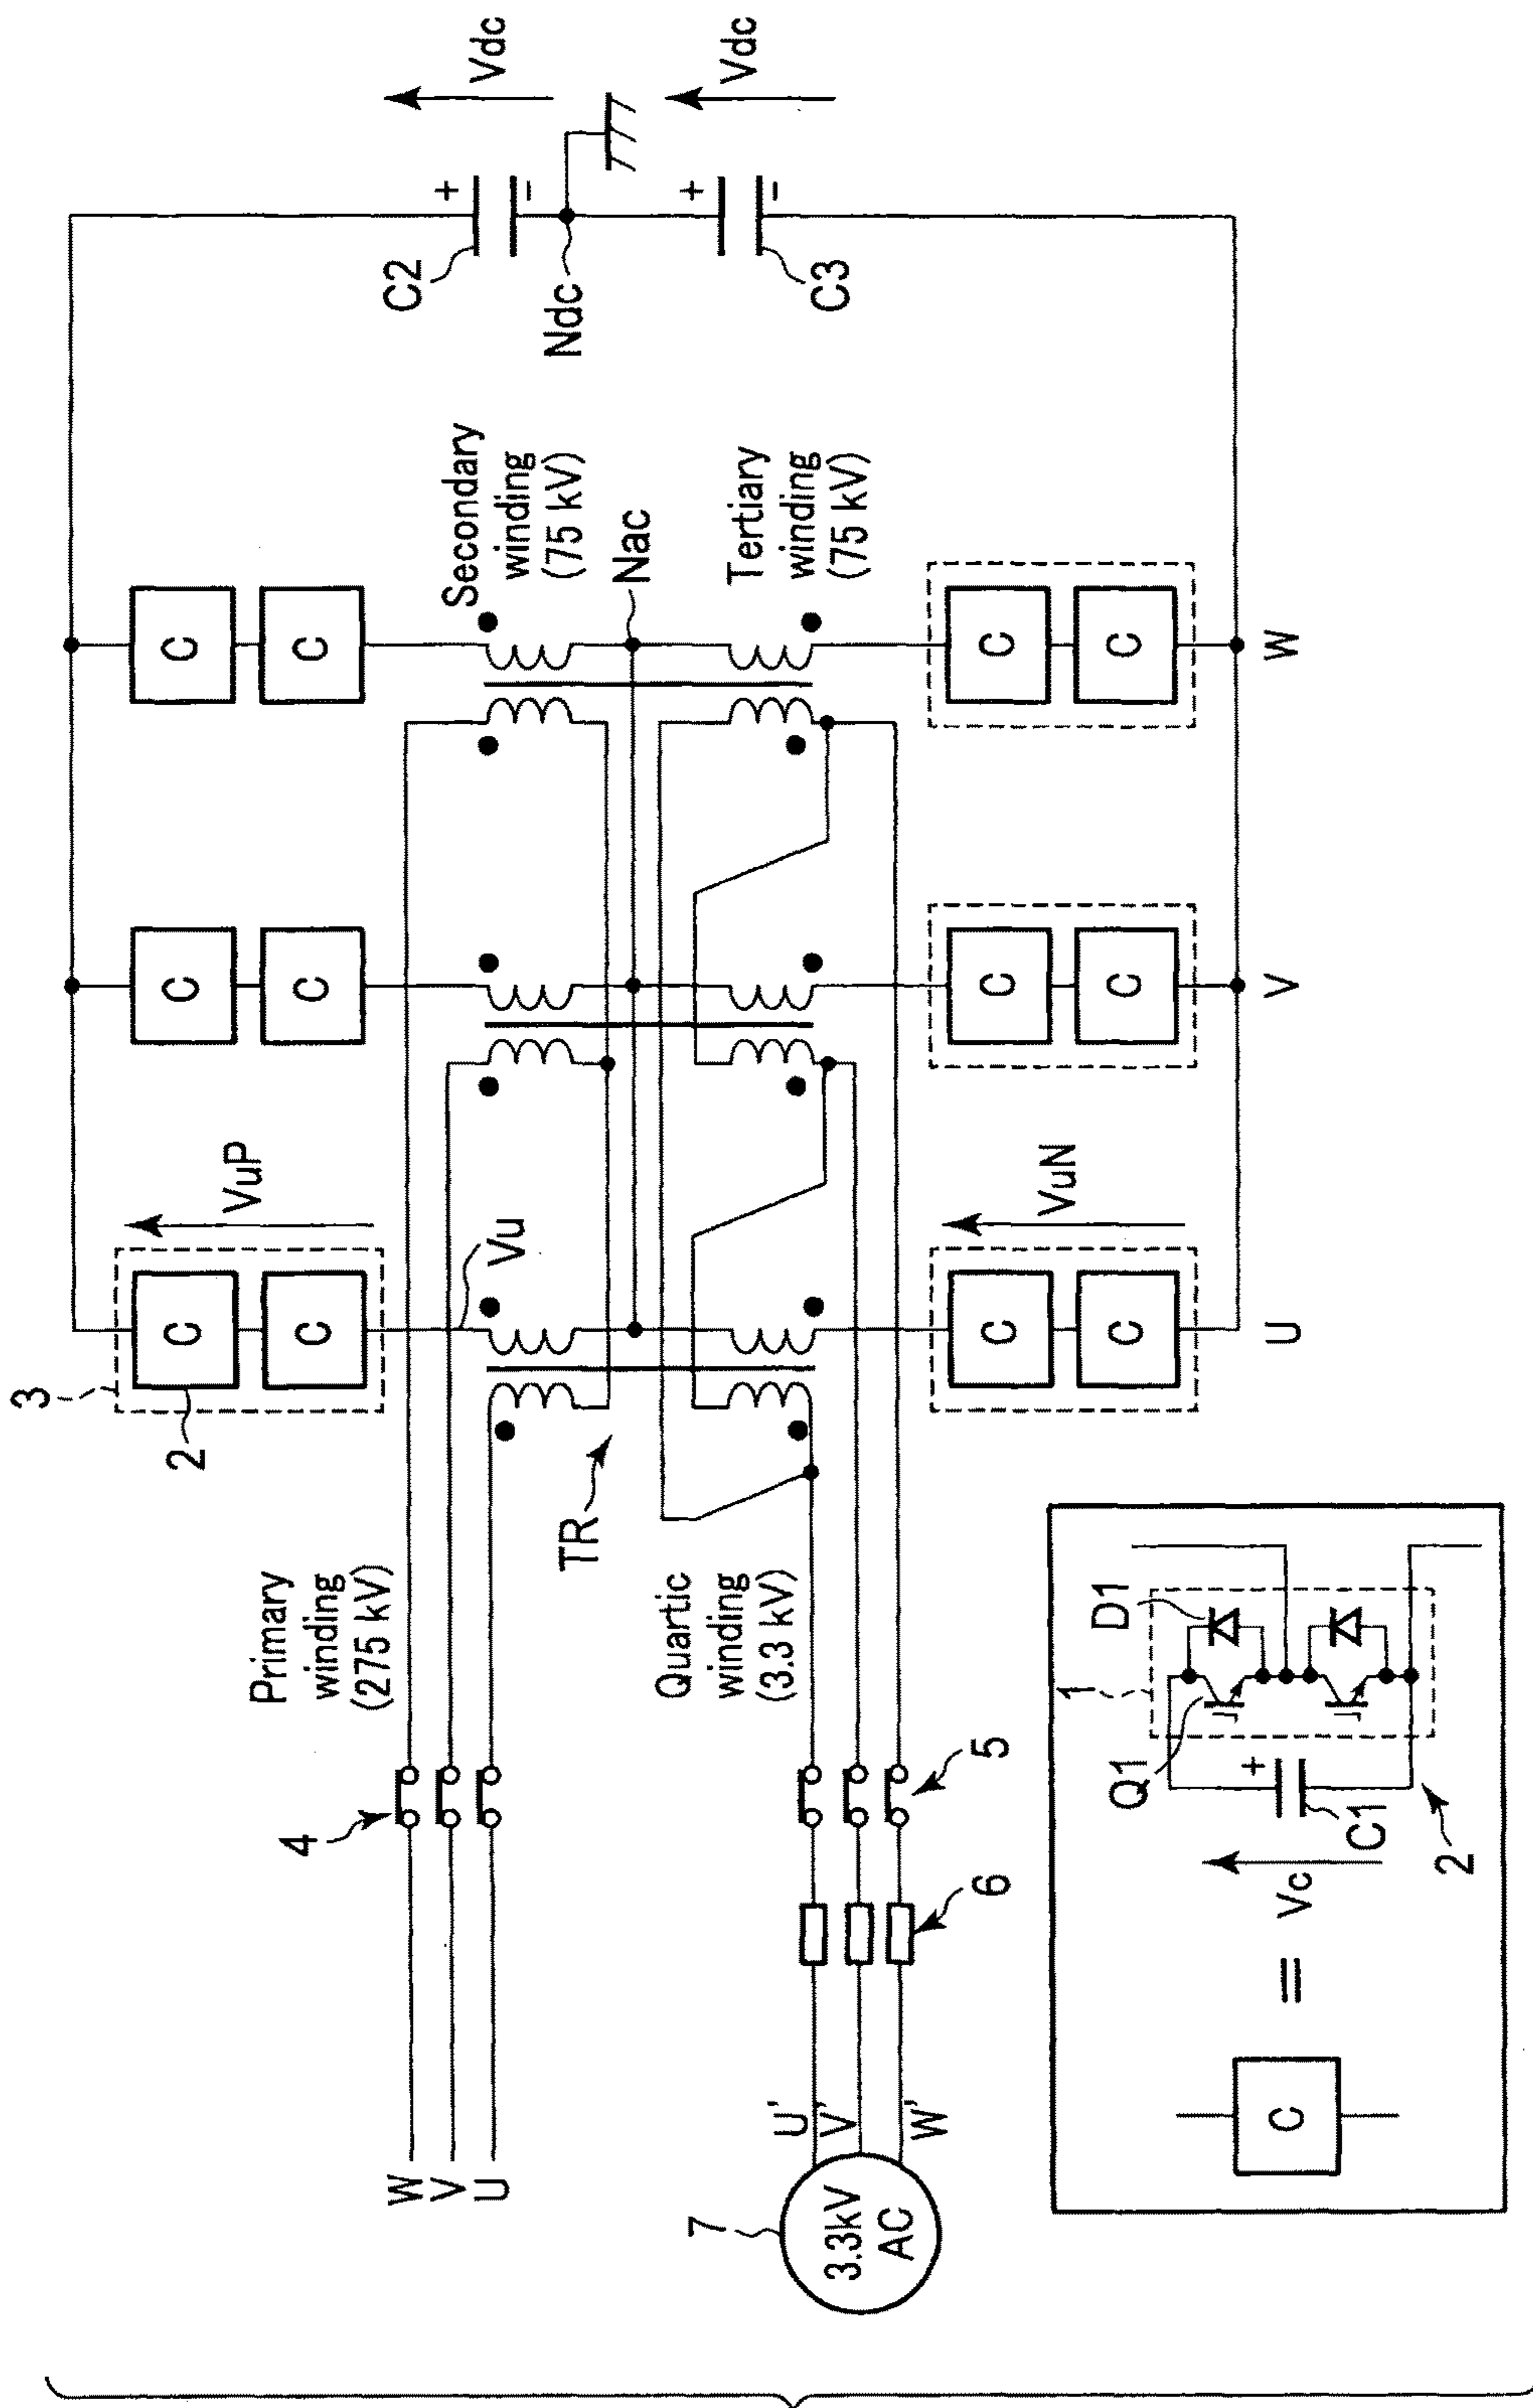 3
2
C
C
VuP
C
C
C
C
Vdc
Vdc
+
-
C2
Ndc
+
-
C3
4
W
V
U
Primary
winding
(275 kV)
Vu
Secondary
winding
(75 kV)
Nac
TR
Tertiary
winding
(75 kV)
Quartic
winding
(3.3 kV)
5
6
7
3.3kV
AC
U'
V'
W'
C
C
VuN
C
C
C
C
U
V
W
C
=
Vc
+
C1
Q1
1
D1
2